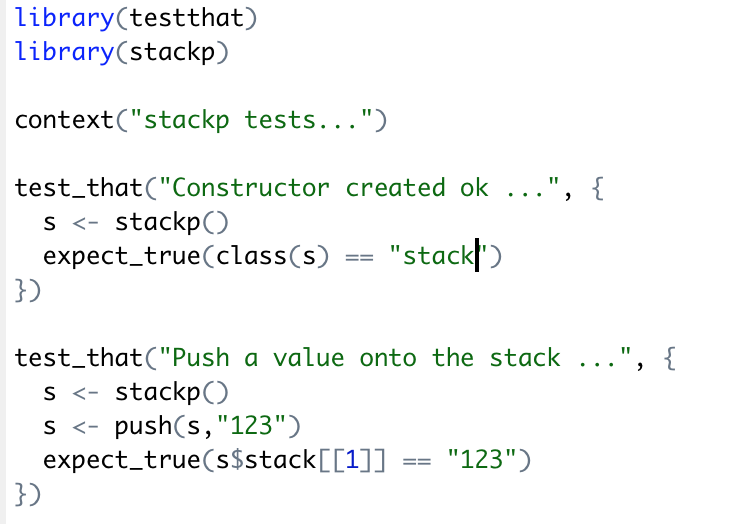 library(testthat)
library(stackp)
context("stackp tests...")
test_that("Constructor created ok ...", {
s <- stackp()
expect_true(class(s) == "stack")
})
test_that("Push a value onto the stack ...", {
s <- stackp()
s <- push(s,"123")
expect_true(s$stack[[1]] == "123")
})